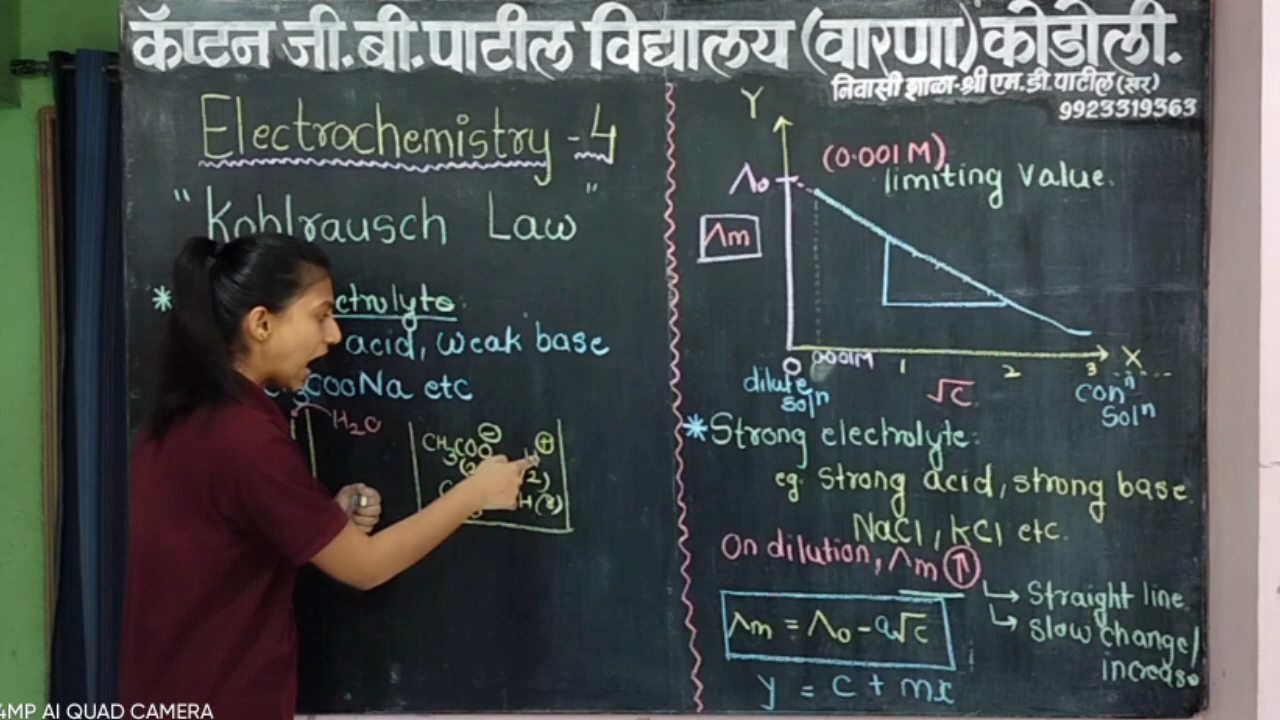 कॅप्टन जी.बी.पाटील विद्यालय (वारणा) कोडोली.
निवासी शाळा-श्री एम.डी.पाटील (सर)
9923319363
Electrochemistry - 4
"Kohlrausch Law"
acid, weak base
COONa etc
H₂O
CH₃COO⊖
⊕
Y
(0.001M)
Λ₀
limiting value.
Λm
0
0.001M
1
2
3
X
√c
dilute
Solⁿ
conⁿ
Solⁿ
*Strong electrolyte:
eg. Strong acid, strong base
NaCl, KCl etc.
On dilution, Λm ↑
↳ Straight line
↳ Slow change/
increase
Λm = Λ₀ - a√c
y = c + mx
4MP AI QUAD CAMERA